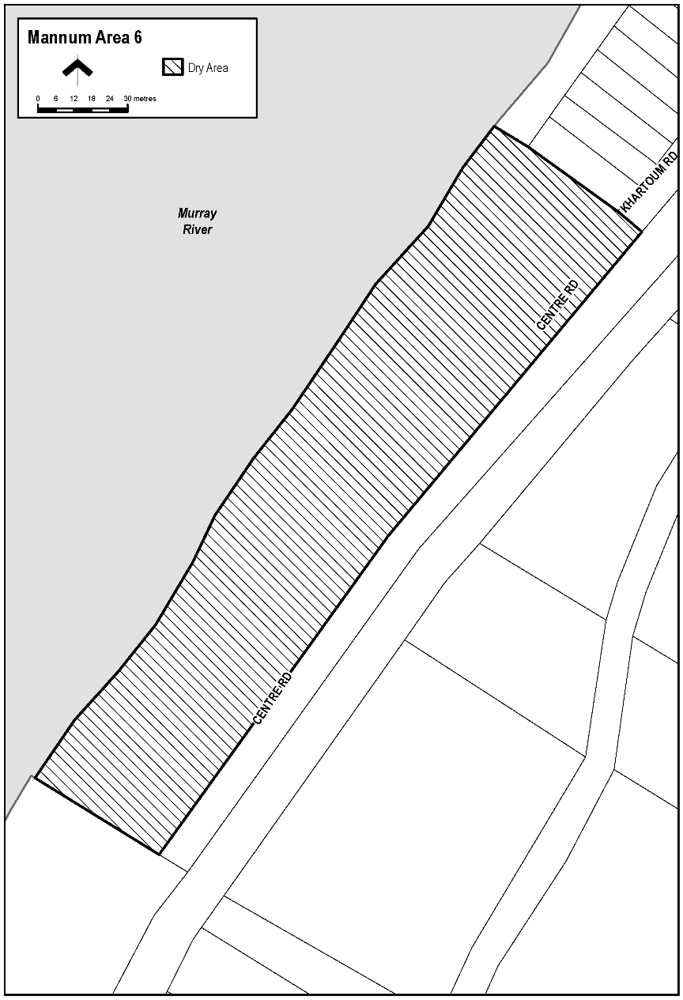 Mannum Area 6
Dry Area
0 6 12 18 24 30 metres
KHARTOUM RD
Murray
River
CENTRE RD
CENTRE RD